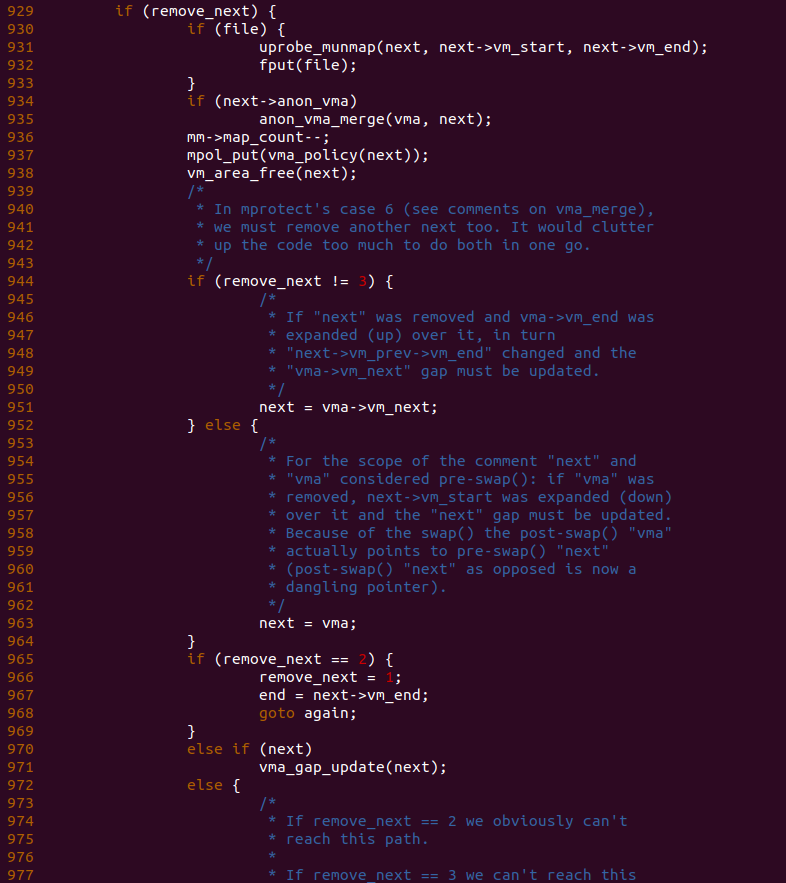 929         if (remove_next) {
930                 if (file) {
931                         uprobe_munmap(next, next->vm_start, next->vm_end);
932                         fput(file);
933                 }
934                 if (next->anon_vma)
935                         anon_vma_merge(vma, next);
936                 mm->map_count--;
937                 mpol_put(vma_policy(next));
938                 vm_area_free(next);
939                 /*
940                  * In mprotect's case 6 (see comments on vma_merge),
941                  * we must remove another next too. It would clutter
942                  * up the code too much to do both in one go.
943                  */
944                 if (remove_next != 3) {
945                         /*
946                          * If "next" was removed and vma->vm_end was
947                          * expanded (up) over it, in turn
948                          * "next->vm_prev->vm_end" changed and the
949                          * "vma->vm_next" gap must be updated.
950                          */
951                         next = vma->vm_next;
952                 } else {
953                         /*
954                          * For the scope of the comment "next" and
955                          * "vma" considered pre-swap(): if "vma" was
956                          * removed, next->vm_start was expanded (down)
957                          * over it and the "next" gap must be updated.
958                          * Because of the swap() the post-swap() "vma"
959                          * actually points to pre-swap() "next"
960                          * (post-swap() "next" as opposed is now a
961                          * dangling pointer).
962                          */
963                         next = vma;
964                 }
965                 if (remove_next == 2) {
966                         remove_next = 1;
967                         end = next->vm_end;
968                         goto again;
969                 }
970                 else if (next)
971                         vma_gap_update(next);
972                 else {
973                         /*
974                          * If remove_next == 2 we obviously can't
975                          * reach this path.
976                          *
977                          * If remove_next == 3 we can't reach this